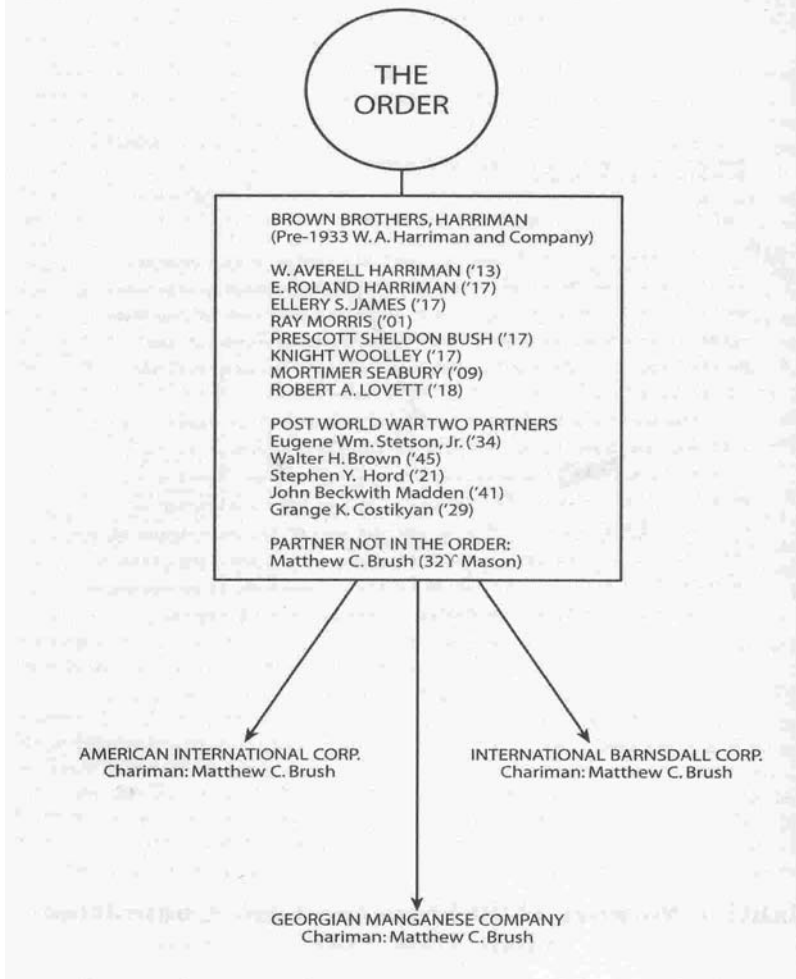 THE
ORDER
BROWN BROTHERS, HARRIMAN
(Pre-1933 W. A. Harriman and Company)
W. AVERELL HARRIMAN ('13)
E. ROLAND HARRIMAN ('17)
ELLERY S. JAMES ('17)
RAY MORRIS ('01)
PRESCOTT SHELDON BUSH ('17)
KNIGHT WOOLLEY ('17)
MORTIMER SEABURY ('09)
ROBERT A. LOVETT ('18)
POST WORLD WAR TWO PARTNERS
Eugene Wm. Stetson, Jr. ('34)
Walter H. Brown ('45)
Stephen Y. Hord ('21)
John Beckwith Madden ('41)
Grange K. Costikyan ('29)
PARTNER NOT IN THE ORDER:
Matthew C. Brush (32Ÿ Mason)
AMERICAN INTERNATIONAL CORP.
Chariman: Matthew C. Brush
INTERNATIONAL BARNSDALL CORP.
Chariman: Matthew C. Brush
GEORGIAN MANGANESE COMPANY
Chariman: Matthew C. Brush